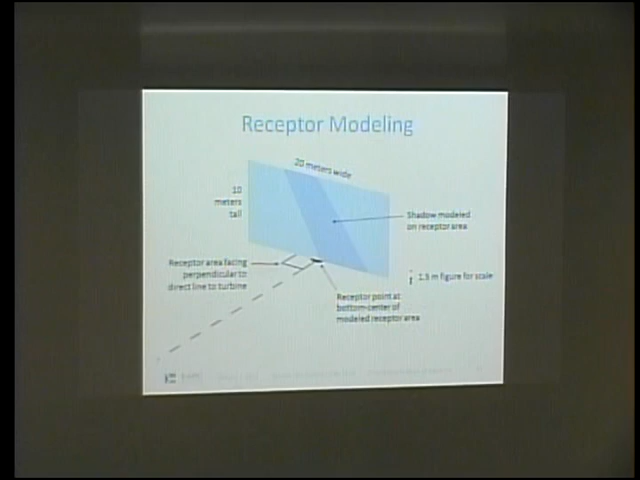 Receptor Modeling
20 meters wide
10
meters
tall
Shadow modeled
on receptor area
Receptor area facing
perpendicular to
direct line to turbine
1.5 m figure for scale
Receptor point at
bottom-center of
modeled receptor area